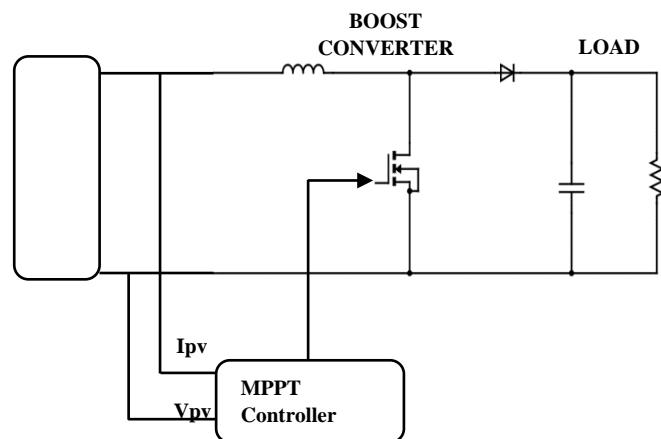 BOOST
CONVERTER
LOAD
Ipv
MPPT
Controller
Vpv